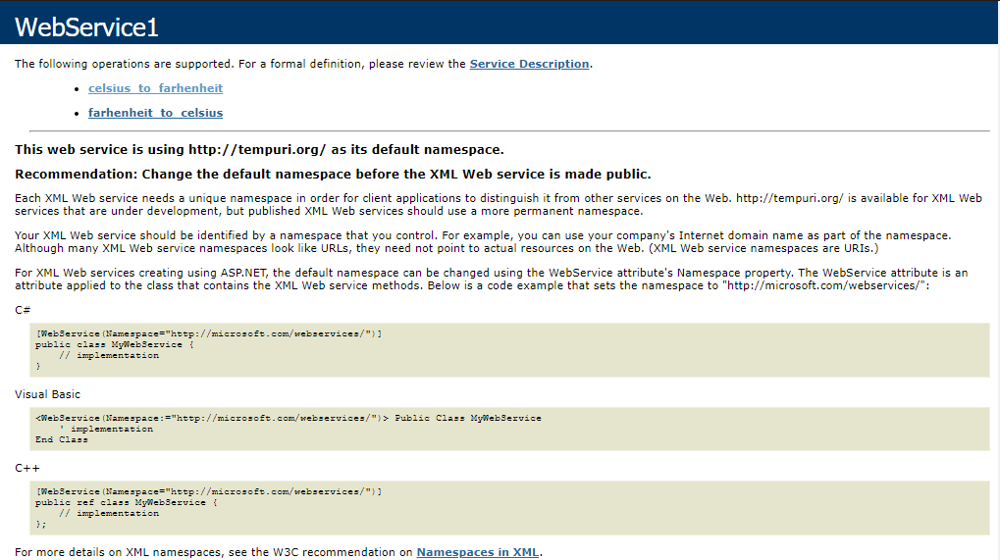 WebService1
The following operations are supported. For a formal definition, please review the Service Description.
celsius_to_farhenheit
farhenheit_to_celsius
This web service is using http://tempuri.org/ as its default namespace.
Recommendation: Change the default namespace before the XML Web service is made public.
Each XML Web service needs a unique namespace in order for client applications to distinguish it from other services on the Web. http://tempuri.org/ is available for XML Web
services that are under development, but published XML Web services should use a more permanent namespace.
Your XML Web service should be identified by a namespace that you control. For example, you can use your company's Internet domain name as part of the namespace.
Although many XML Web service namespaces look like URLs, they need not point to actual resources on the Web. (XML Web service namespaces are URIs.)
For XML Web services creating using ASP.NET, the default namespace can be changed using the WebService attribute's Namespace property. The WebService attribute is an
attribute applied to the class that contains the XML Web service methods. Below is a code example that sets the namespace to "http://microsoft.com/webservices/":
C#
[WebService(Namespace="http://microsoft.com/webservices/")]
public class MyWebService {
    // implementation
}
Visual Basic
<WebService(Namespace:="http://microsoft.com/webservices/")> Public Class MyWebService
    ' implementation
End Class
C++
[WebService(Namespace="http://microsoft.com/webservices/")]
public ref class MyWebService {
    // implementation
};
For more details on XML namespaces, see the W3C recommendation on Namespaces in XML.